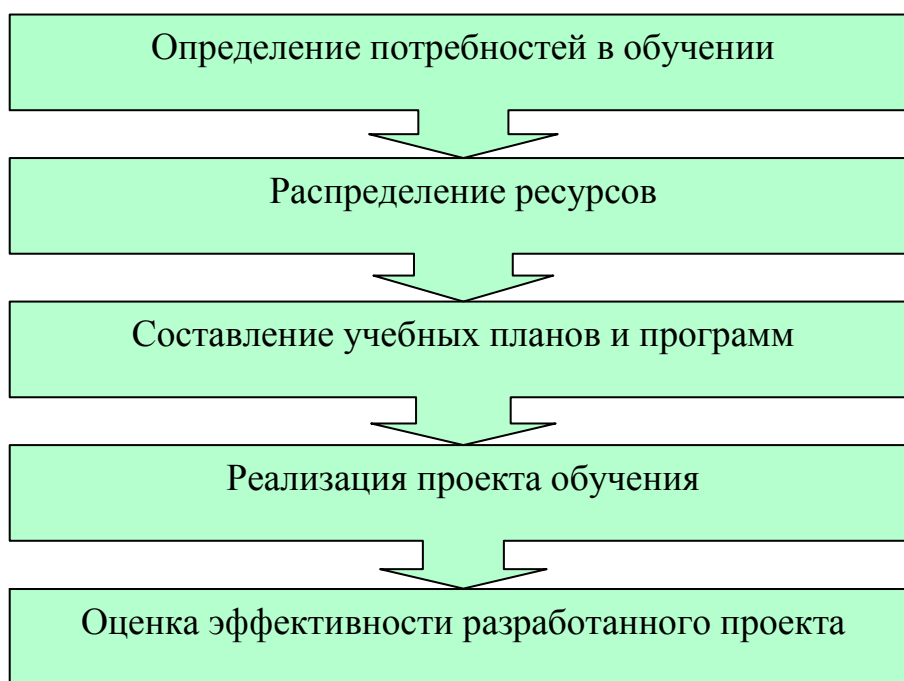 Определение потребностей в обучении
Распределение ресурсов
Составление учебных планов и программ
Реализация проекта обучения
Оценка эффективности разработанного проекта